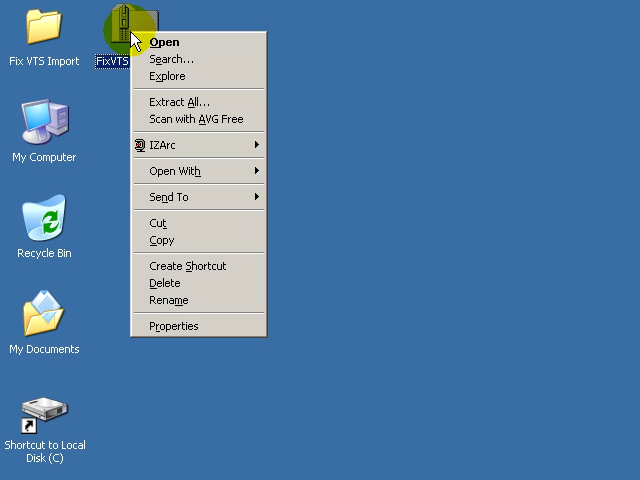 Fix VTS Import
FixVTS
Open
Search...
Explore
Extract All...
Scan with AVG Free
IZArc
Open With
Send To
Cut
Copy
Create Shortcut
Delete
Rename
Properties
My Computer
Recycle Bin
My Documents
Shortcut to Local
Disk (C)